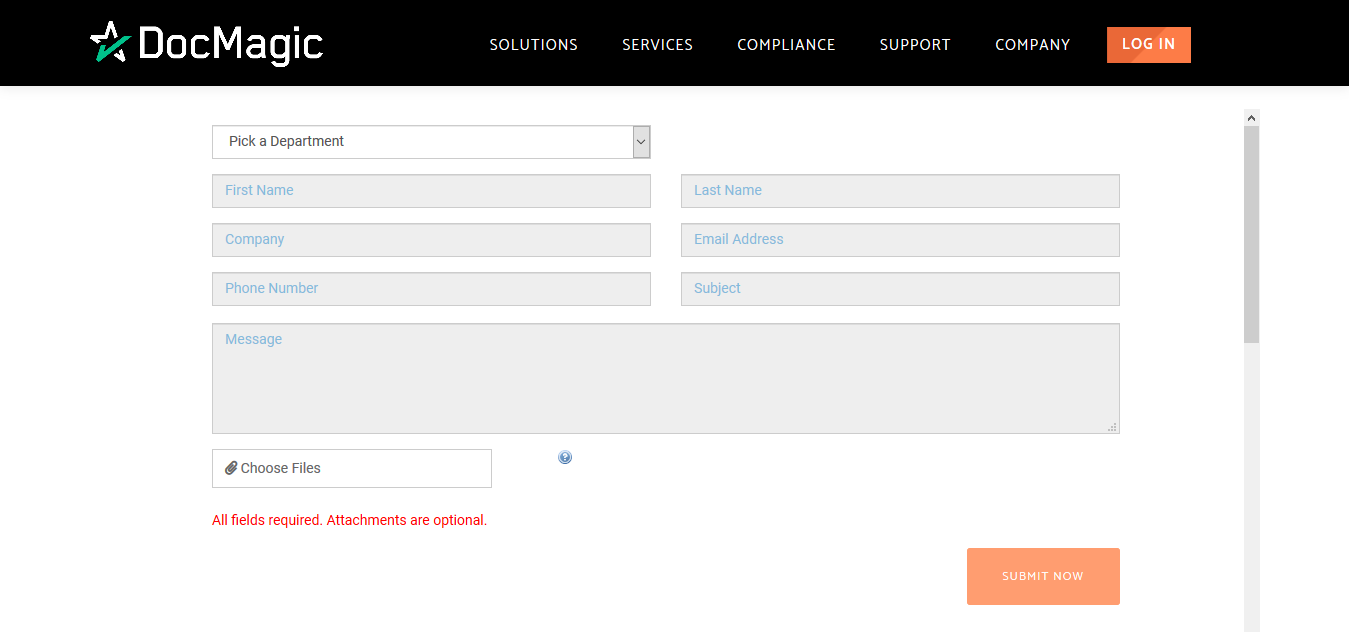 DocMagic
SOLUTIONS SERVICES COMPLIANCE SUPPORT COMPANY LOG IN
Pick a Department
First Name Last Name
Company Email Address
Phone Number Subject
Message
Choose Files ?
All fields required. Attachments are optional.
SUBMIT NOW